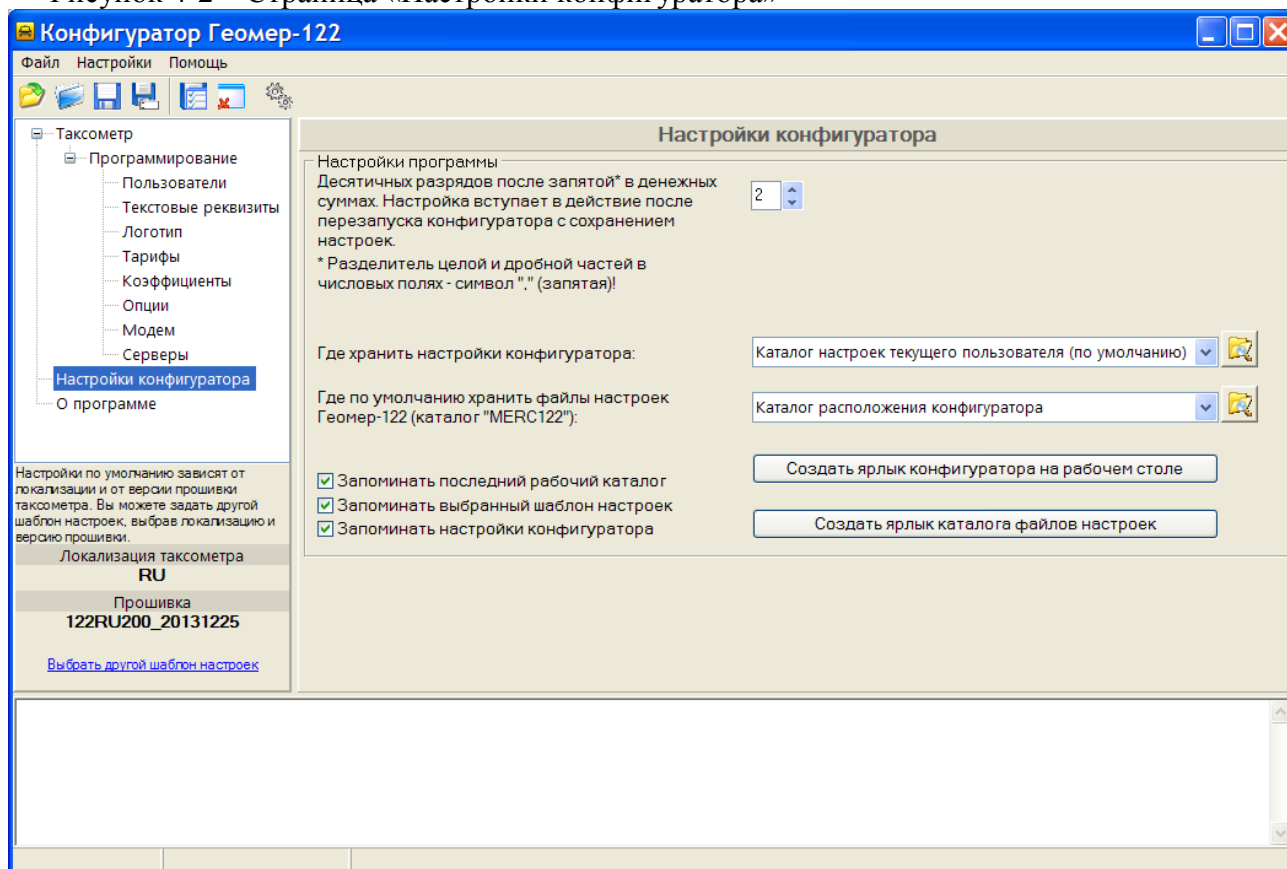 Рисунок 4-2 – Страница «Настройки конфигуратора»
Конфигуратор Геомер-122
Файл Настройки Помощь
Таксометр
Программирование
Пользователи
Текстовые реквизиты
Логотип
Тарифы
Коэффициенты
Опции
Модем
Серверы
Настройки конфигуратора
О программе
Настройки по умолчанию зависят от
локализации и от версии прошивки
таксометра. Вы можете задать другой
шаблон настроек, выбрав локализацию и
версию прошивки.
Локализация таксометра
RU
Прошивка
122RU200_20131225
Выбрать другой шаблон настроек
Настройки конфигуратора
Настройки программы
Десятичных разрядов после запятой* в денежных
суммах. Настройка вступает в действие после
перезапуска конфигуратора с сохранением
настроек.
2
* Разделитель целой и дробной частей в
числовых полях - символ "," (запятая)!
Где хранить настройки конфигуратора:
Каталог настроек текущего пользователя (по умолчанию)
Где по умолчанию хранить файлы настроек
Геомер-122 (каталог "MERC122"):
Каталог расположения конфигуратора
Запоминать последний рабочий каталог
Запоминать выбранный шаблон настроек
Запоминать настройки конфигуратора
Создать ярлык конфигуратора на рабочем столе
Создать ярлык каталога файлов настроек